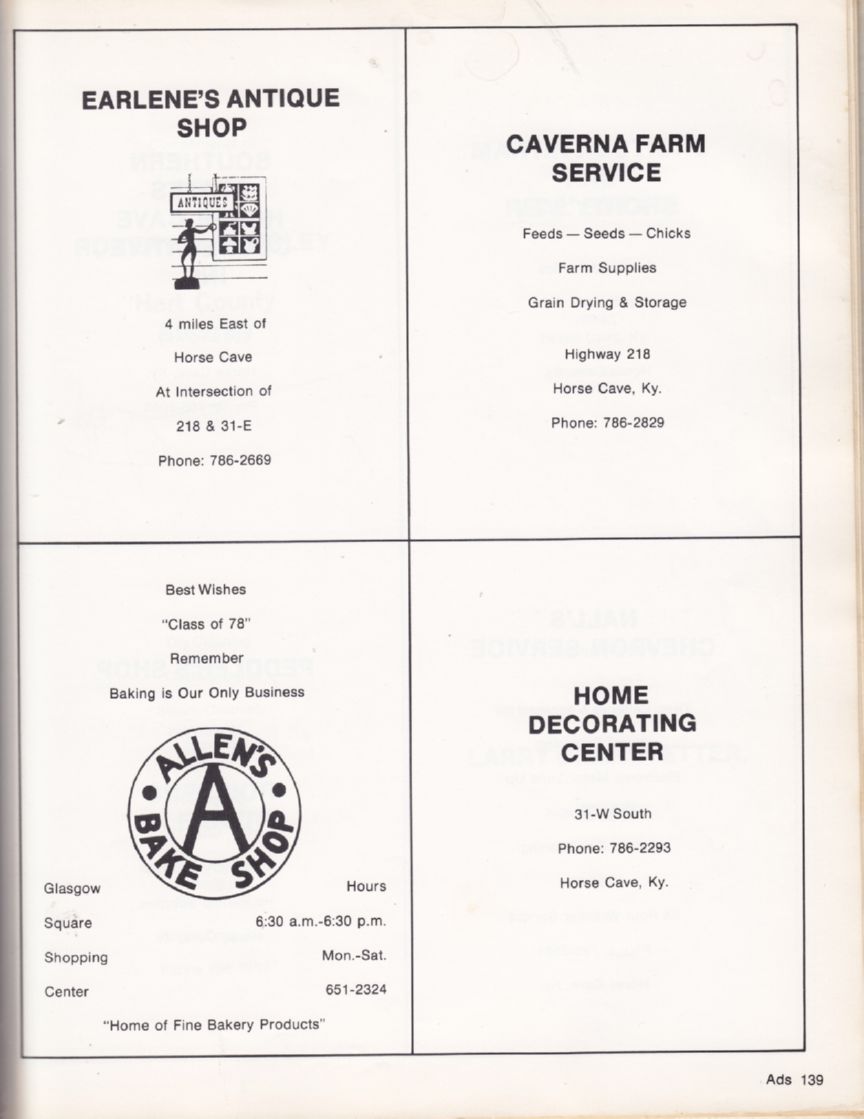 EARLENE'S ANTIQUE
SHOP
ANTIQUES
4 miles East of
Horse Cave
At Intersection of
218 & 31-E
Phone: 786-2669
CAVERNA FARM
SERVICE
Feeds — Seeds — Chicks
Farm Supplies
Grain Drying & Storage
Highway 218
Horse Cave, Ky.
Phone: 786-2829
Best Wishes
"Class of 78"
Remember
Baking is Our Only Business
ALLEN'S
A
BAKE SHOP
Glasgow Hours
Square 6:30 a.m.-6:30 p.m.
Shopping Mon.-Sat.
Center 651-2324
"Home of Fine Bakery Products"
HOME
DECORATING
CENTER
31-W South
Phone: 786-2293
Horse Cave, Ky.
Ads 139